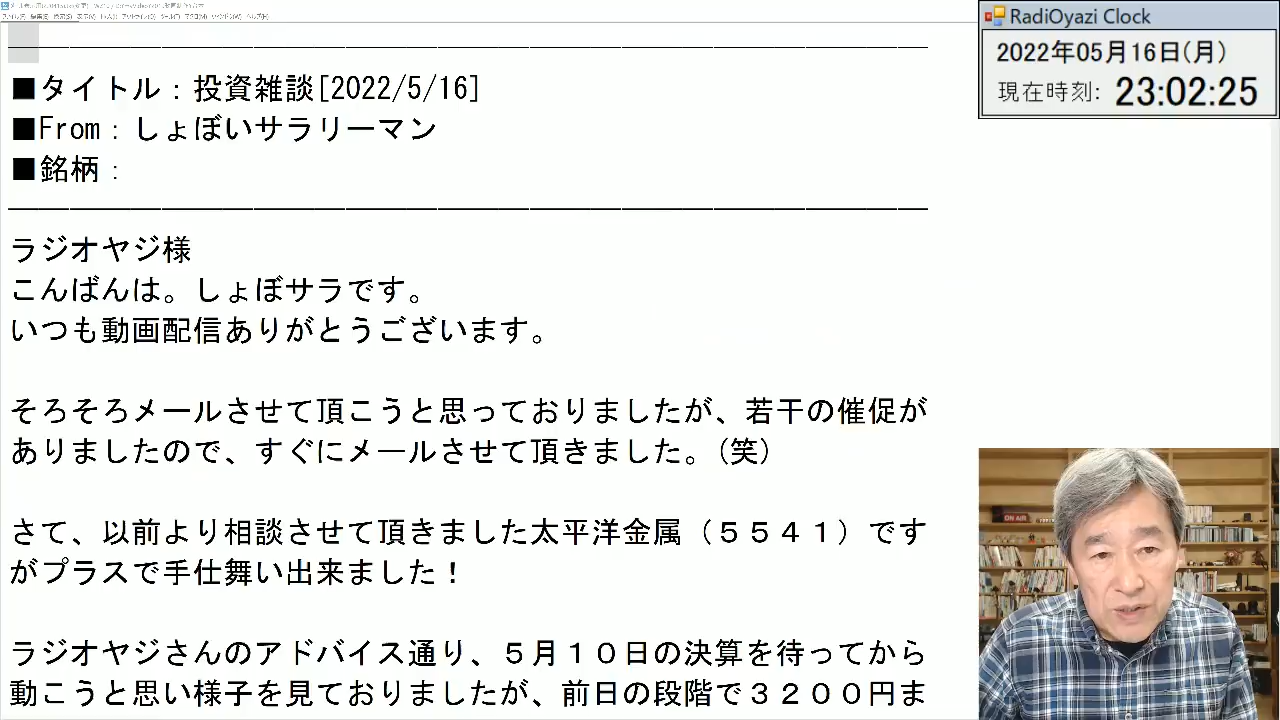 RadiOyazi Clock
2022年05月16日(月)
現在時刻: 23:02:25
■タイトル：投資雑談[2022/5/16]
■From：しょぼいサラリーマン
■銘柄：
ラジオヤジ様
こんばんは。しょぼサラです。
いつも動画配信ありがとうございます。
そろそろメールさせて頂こうと思っておりましたが、若干の催促が
ありましたので、すぐにメールさせて頂きました。(笑)
さて、以前より相談させて頂きました太平洋金属（５５４１）です
がプラスで手仕舞い出来ました！
ラジオヤジさんのアドバイス通り、５月１０日の決算を待ってから
動こうと思い様子を見ておりましたが、前日の段階で３２００円ま
ON AIR